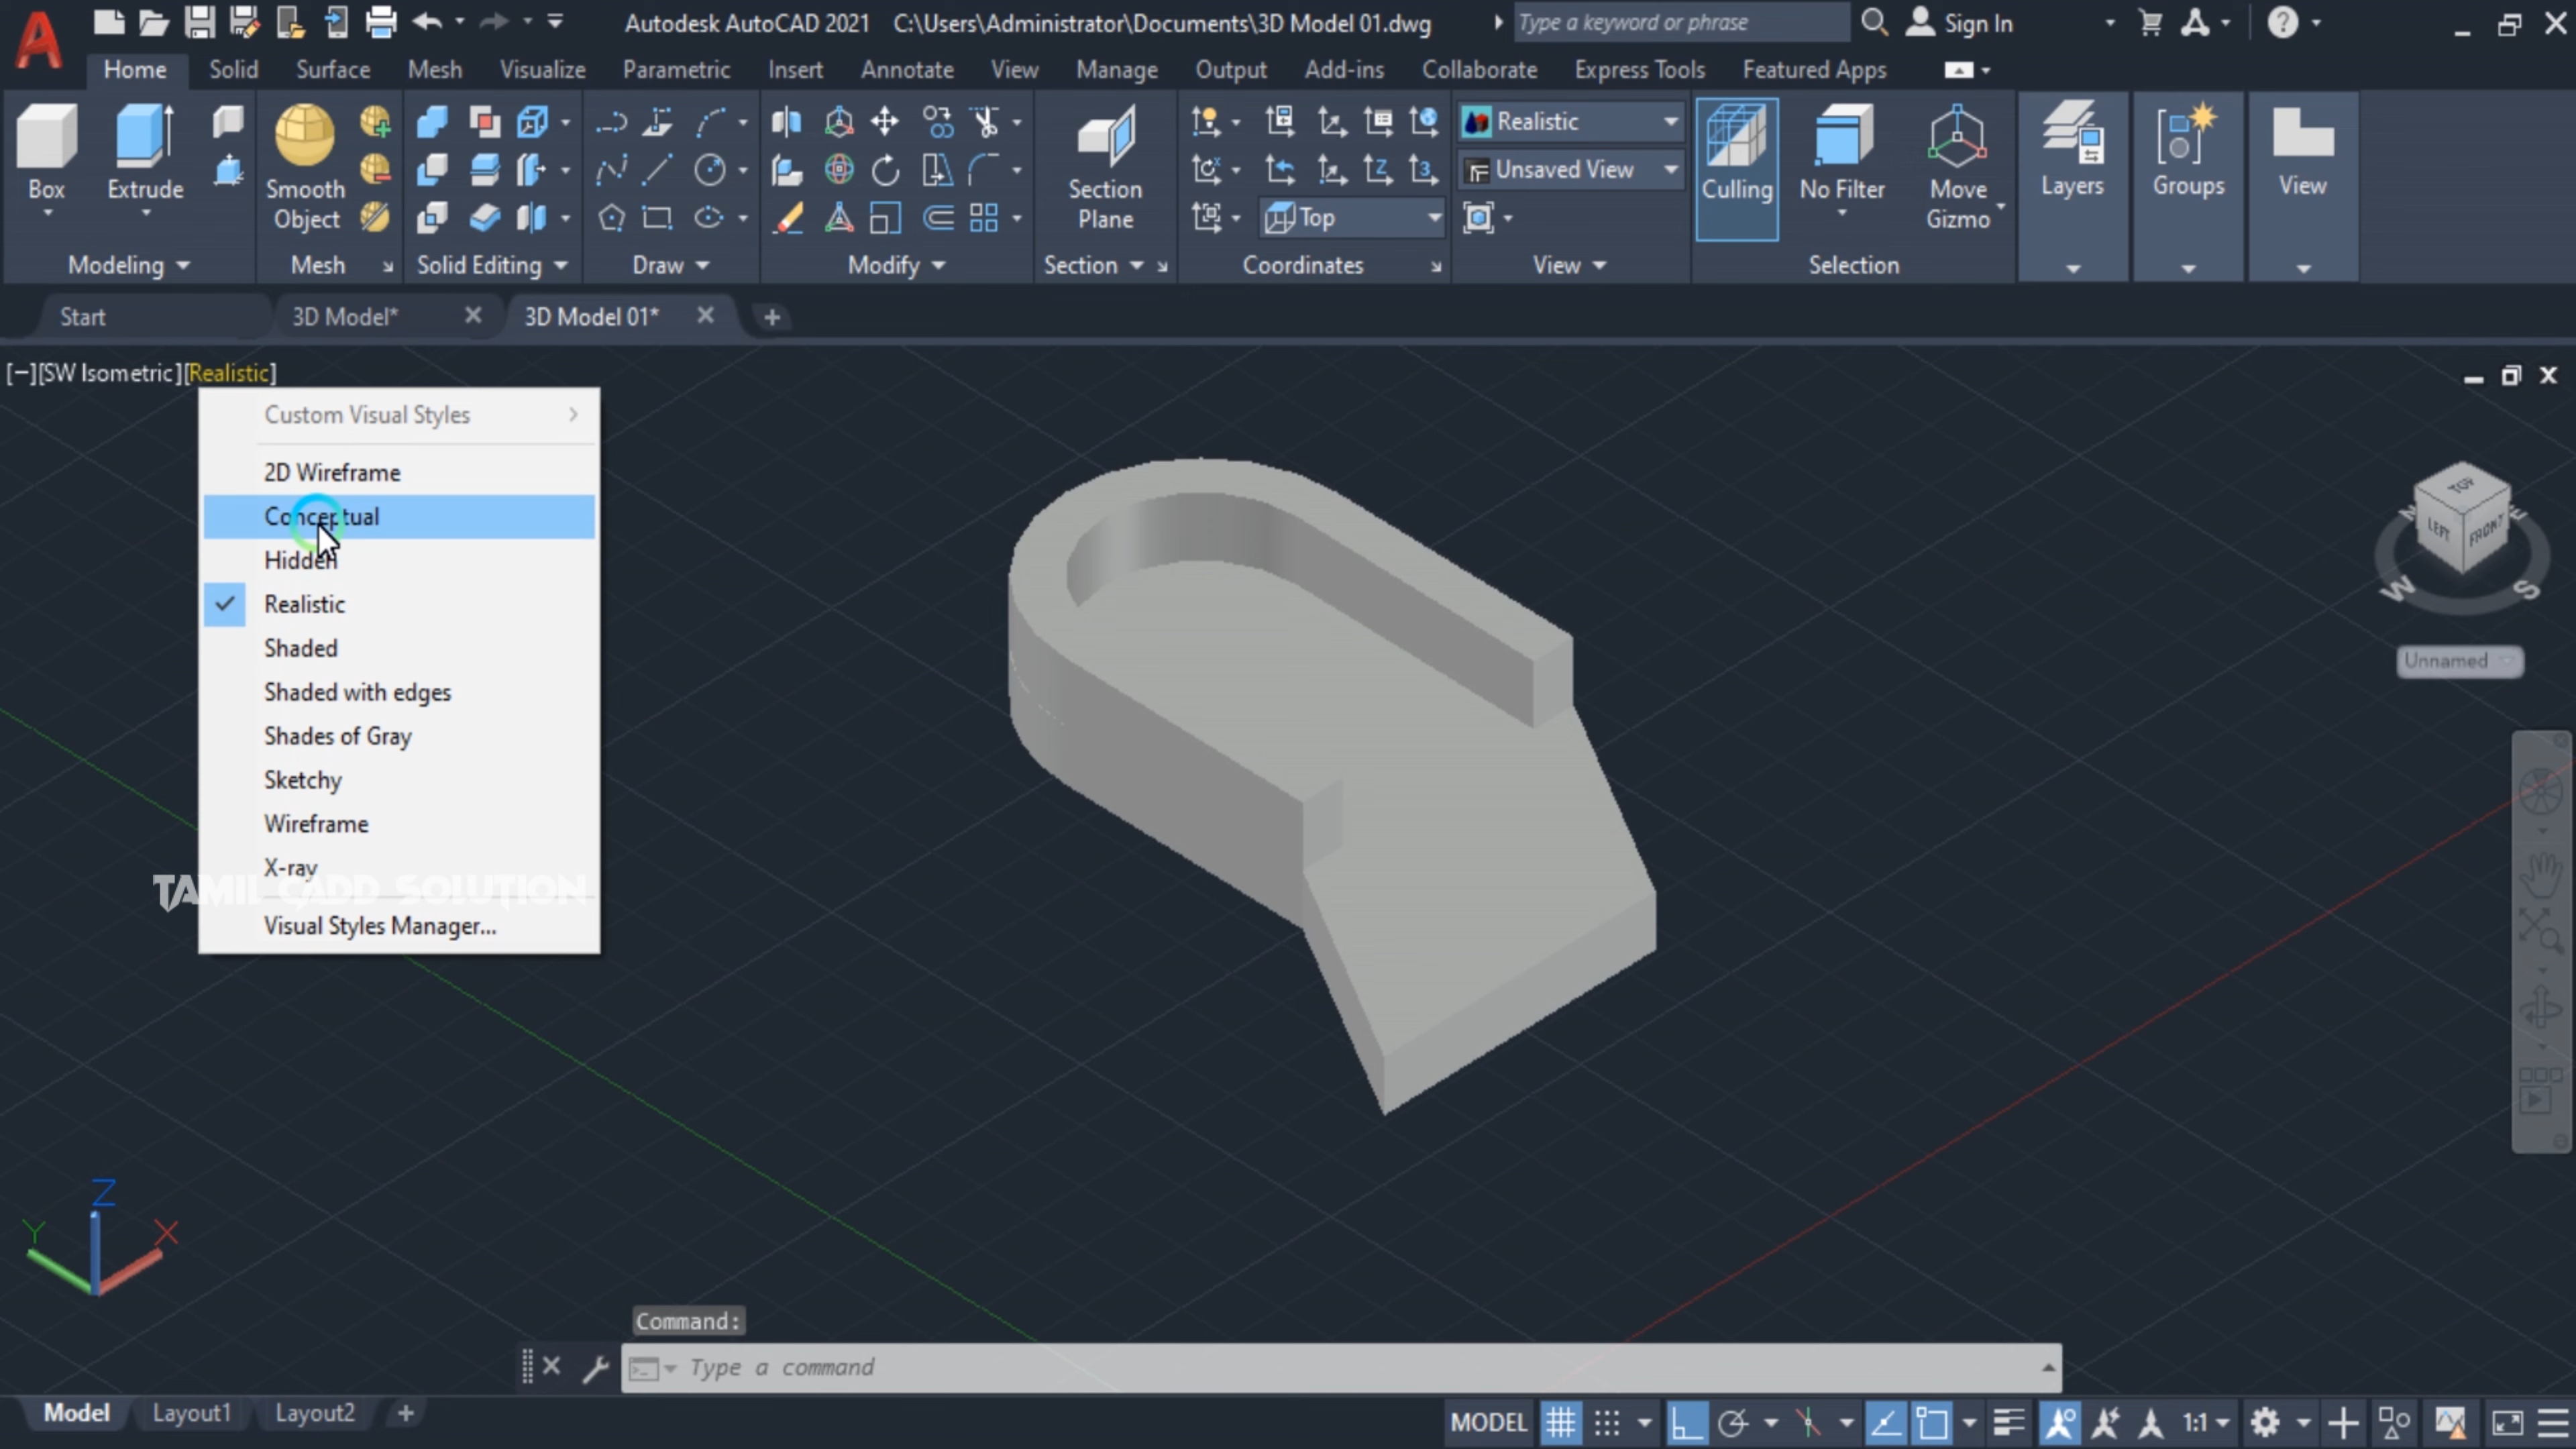 Autodesk AutoCAD 2021 C:\Users\Administrator\Documents\3D Model 01.dwg
Type a keyword or phrase
Sign In
Home Solid Surface Mesh Visualize Parametric Insert Annotate View Manage Output Add-ins Collaborate Express Tools Featured Apps
Box
Extrude
Smooth
Object
Section
Plane
Top
Realistic
Unsaved View
Culling
No Filter
Move
Gizmo
Layers
Groups
View
Modeling Mesh Solid Editing Draw Modify Section Coordinates View Selection
Start 3D Model* 3D Model 01*
[−][SW Isometric][Realistic]
Custom Visual Styles
2D Wireframe
Conceptual
Hidden
Realistic
Shaded
Shaded with edges
Shades of Gray
Sketchy
Wireframe
X-ray
TAMIL CADD SOLUTION
Visual Styles Manager...
TOP
LEFT FRONT
N E
W S
Unnamed
Z
Y X
Command:
Type a command
Model Layout1 Layout2
MODEL 1:1